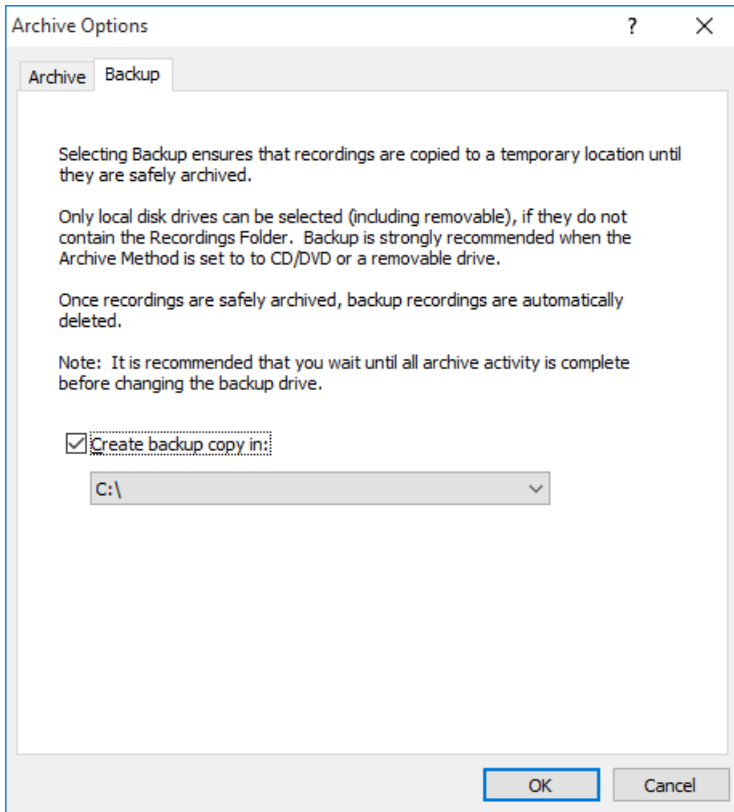 Archive Options
?
Archive
Backup
Selecting Backup ensures that recordings are copied to a temporary location until
they are safely archived.
Only local disk drives can be selected (including removable), if they do not
contain the Recordings Folder.  Backup is strongly recommended when the
Archive Method is set to to CD/DVD or a removable drive.
Once recordings are safely archived, backup recordings are automatically
deleted.
Note:  It is recommended that you wait until all archive activity is complete
before changing the backup drive.
Create backup copy in:
C:\
OK
Cancel